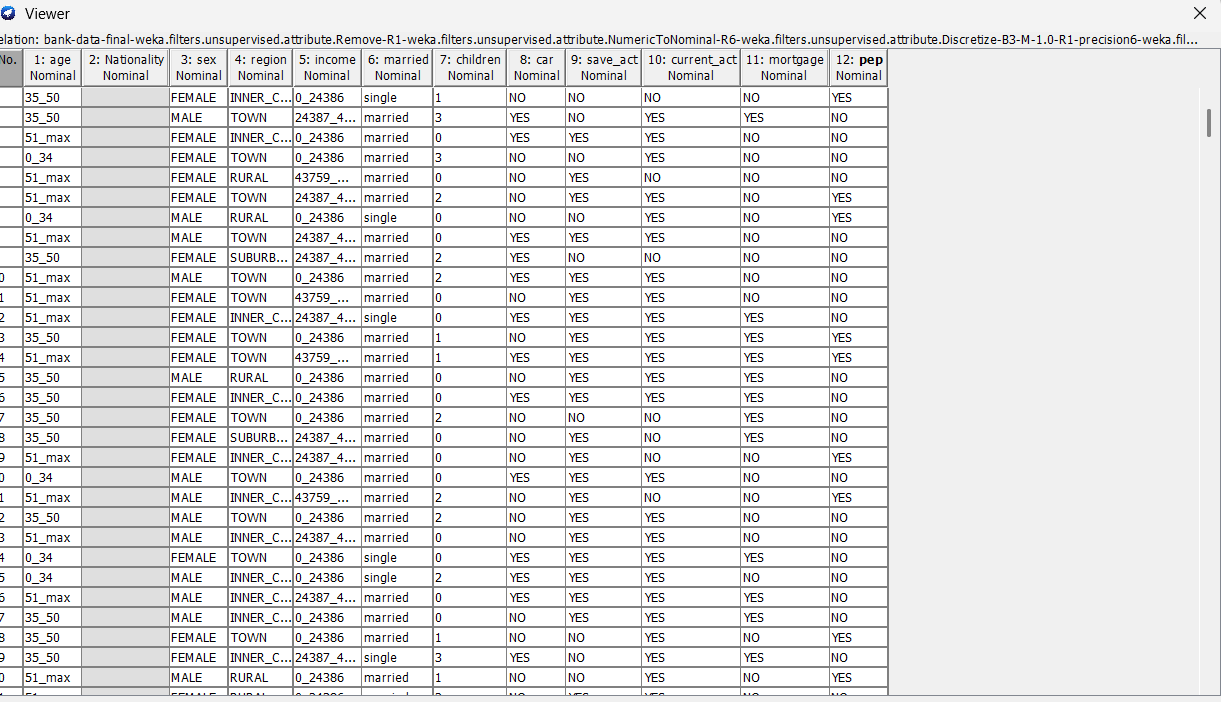 Viewer
elation: bank-data-final-weka.filters.unsupervised.attribute.Remove-R1-weka.filters.unsupervised.attribute.NumericToNominal-R6-weka.filters.unsupervised.attribute.Discretize-B3-M-1.0-R1-precision6-weka.fil...
No. 1: age 2: Nationality 3: sex 4: region 5: income 6: married 7: children 8: car 9: save_act 10: current_act 11: mortgage 12: pep
Nominal Nominal Nominal Nominal Nominal Nominal Nominal Nominal Nominal Nominal Nominal Nominal
35_50 FEMALE INNER_C... 0_24386 single 1 NO NO NO NO YES
35_50 MALE TOWN 24387_4... married 3 YES NO YES YES NO
51_max FEMALE INNER_C... 0_24386 married 0 YES YES YES NO NO
0_34 FEMALE TOWN 0_24386 married 3 NO NO YES NO NO
51_max FEMALE RURAL 43759_... married 0 NO YES NO NO NO
51_max FEMALE TOWN 24387_4... married 2 NO YES YES NO YES
0_34 MALE RURAL 0_24386 single 0 NO NO YES NO YES
51_max MALE TOWN 24387_4... married 0 YES YES YES NO NO
35_50 FEMALE SUBURB... 24387_4... married 2 YES NO NO NO NO
0 51_max MALE TOWN 0_24386 married 2 YES YES YES NO NO
1 51_max FEMALE TOWN 43759_... married 0 NO YES YES NO NO
2 51_max FEMALE INNER_C... 24387_4... single 0 YES YES YES NO NO
3 35_50 FEMALE TOWN 0_24386 married 1 NO YES YES YES YES
4 51_max FEMALE TOWN 43759_... married 1 YES YES YES YES YES
5 35_50 MALE RURAL 0_24386 married 0 NO YES YES YES NO
6 35_50 FEMALE INNER_C... 0_24386 married 0 YES YES YES YES NO
7 35_50 FEMALE TOWN 0_24386 married 2 NO NO NO YES NO
8 35_50 FEMALE SUBURB... 24387_4... married 0 NO YES NO YES NO
9 51_max FEMALE INNER_C... 24387_4... married 0 NO YES NO NO YES
0 0_34 MALE TOWN 0_24386 married 0 YES YES YES NO NO
1 51_max MALE INNER_C... 43759_... married 2 NO YES NO NO YES
2 35_50 MALE TOWN 0_24386 married 2 NO YES YES NO NO
3 51_max MALE INNER_C... 24387_4... married 0 NO YES YES NO NO
4 0_34 FEMALE TOWN 0_24386 single 0 YES YES YES YES NO
5 0_34 MALE INNER_C... 0_24386 single 2 YES YES YES NO NO
6 51_max MALE INNER_C... 24387_4... married 0 YES YES YES NO NO
7 35_50 MALE INNER_C... 0_24386 married 0 NO YES YES NO NO
8 35_50 FEMALE TOWN 0_24386 married 1 NO NO YES NO YES
9 35_50 FEMALE INNER_C... 24387_4... single 3 YES NO YES YES NO
0 51_max MALE RURAL 0_24386 married 1 NO NO YES NO YES